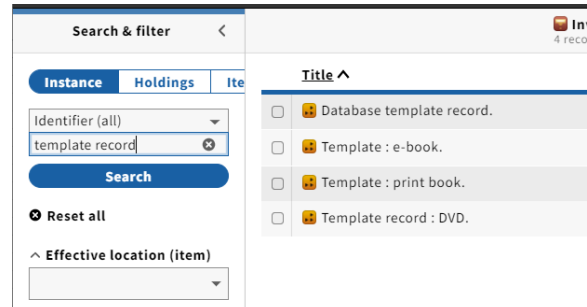 Search & filter
Instance
Holdings
Identifier (all)
template record
Search
Reset all
Effective location (item)
4
Title
Database template record.
Template : e-book.
Template : print book.
Template record : DVD.